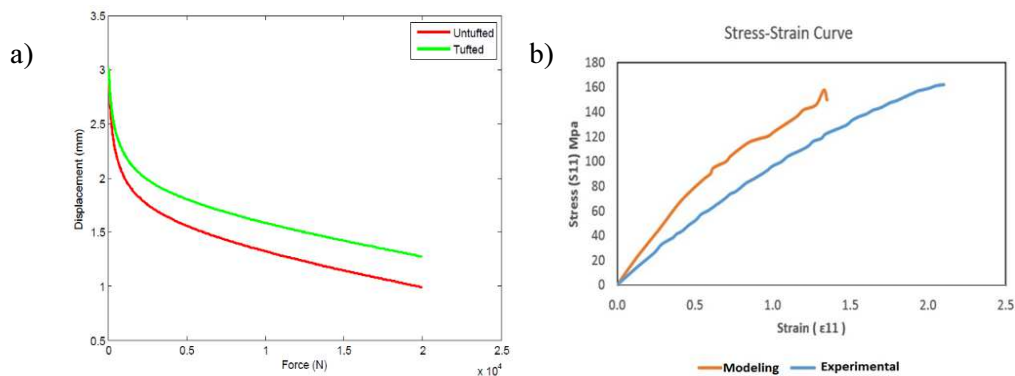 a)
3.5
3
2.5
2
1.5
1
0.5
Displacement (mm)
0
0.5
1
1.5
2
2.5
Force (N)
x 10⁴
Untufted
Tufted
b)
Stress-Strain Curve
180
160
140
120
100
80
60
40
20
0
Stress (S11) Mpa
0.0
0.5
1.0
1.5
2.0
2.5
Strain ( ε11 )
Modeling
Experimental